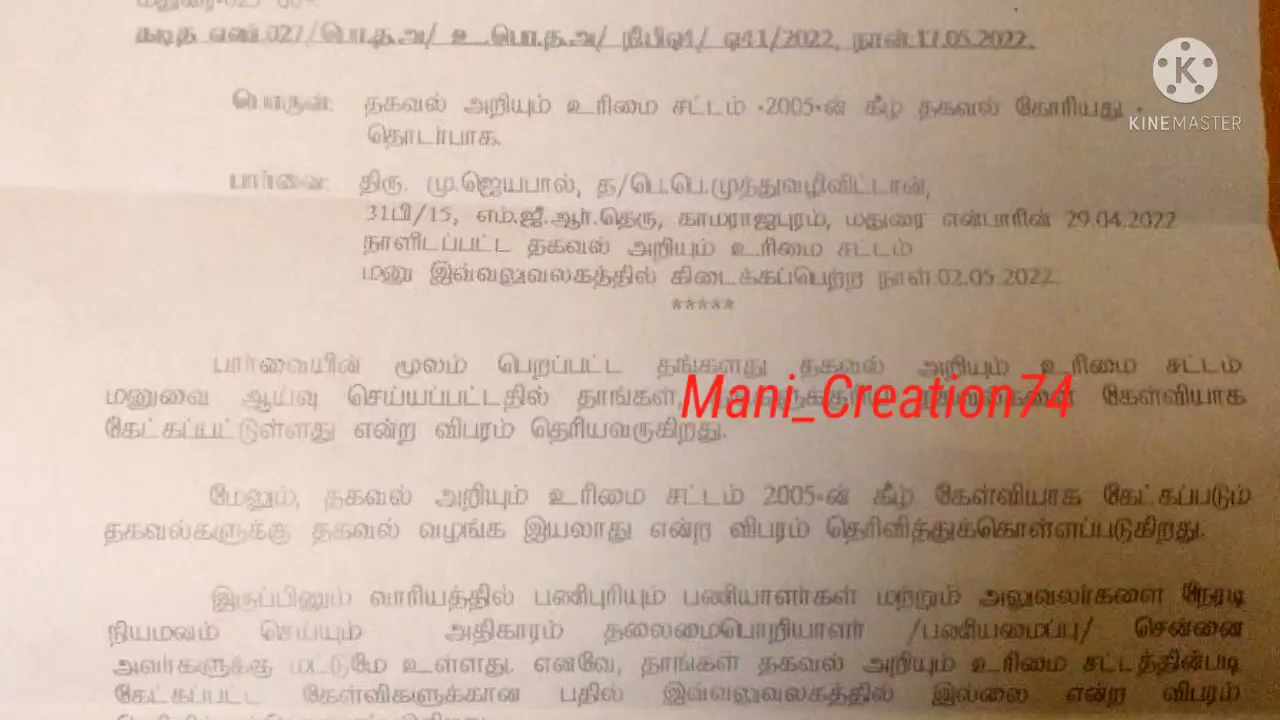 கடித எண்.027/பொ.த.அ/ உ.பொ.த.அ/ நிபி1/ ஏ41/2022, நாள்.17.05.2022.
KINEMASTER
பொருள்: தகவல் அறியும் உரிமை சட்டம் -2005-ன் கீழ் தகவல் கோரியது -
தொடர்பாக.
பார்வை: திரு. மு.ஜெயபால், த/பெ.பெ.முத்துவழிவிட்டான்,
31பி/15, எம்.ஜீ.ஆர்.தெரு, காமராஜபுரம், மதுரை என்பாரின் 29.04.2022
நாளிடப்பட்ட தகவல் அறியும் உரிமை சட்டம்
மனு இவ்வலுவலகத்தில் கிடைக்கப்பெற்ற நாள்.02.05.2022
*****
பார்வையின் மூலம் பெறப்பட்ட தங்களது தகவல் அறியும் உரிமை சட்டம்
மனுவை ஆய்வு செய்யப்பட்டதில் தாங்கள், கேள்வியாக
Mani_Creation74
கேட்கப்பட்டுள்ளது என்ற விபரம் தெரியவருகிறது.
மேலும், தகவல் அறியும் உரிமை சட்டம் 2005-ன் கீழ் கேள்வியாக கேட்கப்படும்
தகவல்களுக்கு தகவல் வழங்க இயலாது என்ற விபரம் தெரிவித்துக்கொள்ளப்படுகிறது.
இருப்பினும் வாரியத்தில் பணிபுரியும் பணியாளர்கள் மற்றும் அலுவலர்களை நேரடி
நியமனம் செய்யும் அதிகாரம் தலைமைபொறியாளர் /பணியமைப்பு/ சென்னை
அவர்களுக்கு மட்டுமே உள்ளது. எனவே, தாங்கள் தகவல் அறியும் உரிமை சட்டத்தின்படி
கேட்கப்பட்ட கேள்விகளுக்கான பதில் இவ்வலுவலகத்தில் இல்லை என்ற விபரம்